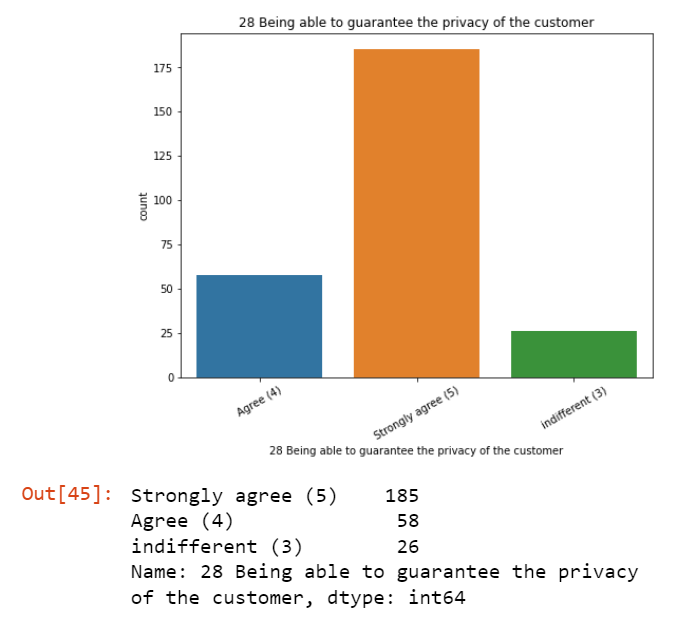 28 Being able to guarantee the privacy of the customer
175
150
125
100
75
50
25
0
count
Agree (4)
Strongly agree (5)
indifferent (3)
28 Being able to guarantee the privacy of the customer
Out[45]: Strongly agree (5) 185
Agree (4) 58
indifferent (3) 26
Name: 28 Being able to guarantee the privacy
of the customer, dtype: int64